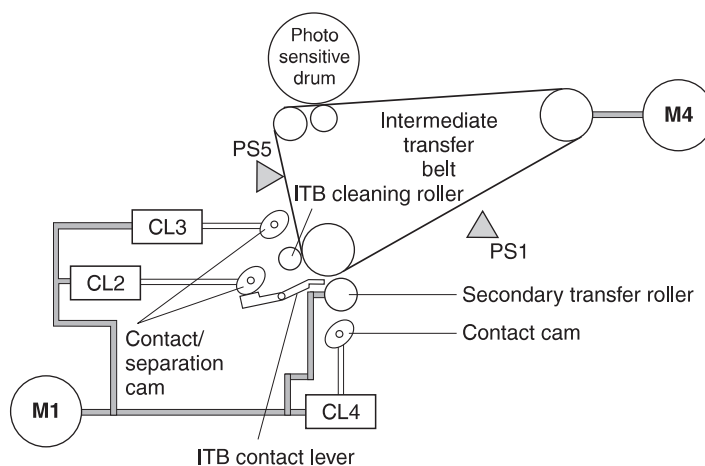 Photo
sensitive
drum
M4
Intermediate
transfer
belt
PS5
ITB cleaning roller
CL3
PS1
CL2
Secondary transfer roller
Contact/
separation
cam
Contact cam
M1
CL4
ITB contact lever